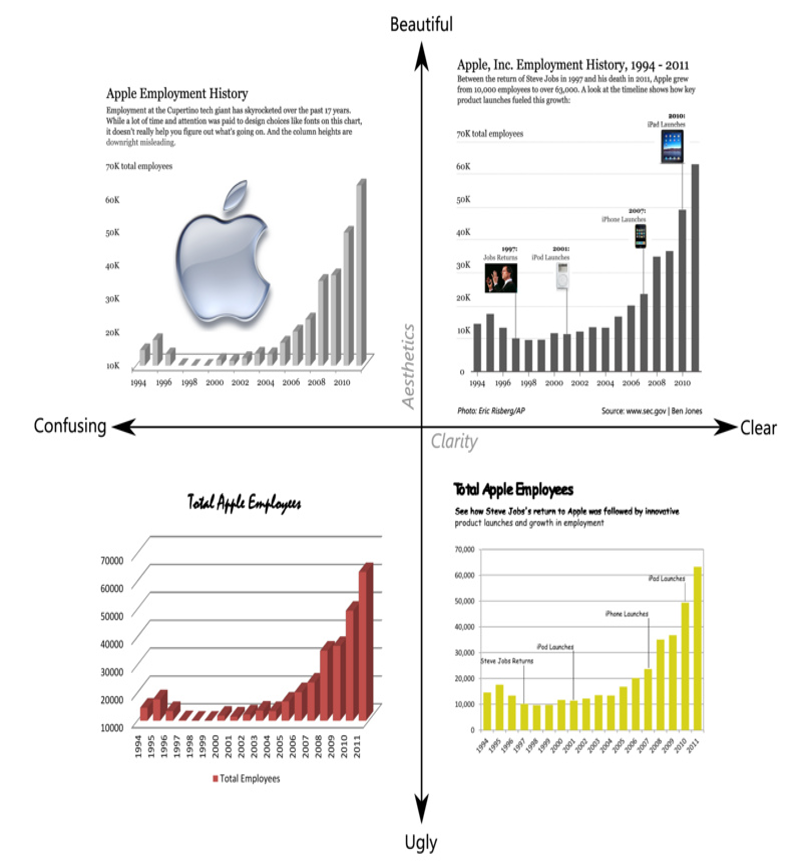 Beautiful
Apple Employment History
Employment at the Cupertino tech giant has skyrocketed over the past 17 years.
While a lot of time and attention was paid to design choices like fonts on this chart,
it doesn't really help you figure out what's going on. And the column heights are
downright misleading.
70K total employees
60K
50K
40K
30K
20K
10K
1994 1996 1998 2000 2002 2004 2006 2008 2010
Apple, Inc. Employment History, 1994 - 2011
Between the return of Steve Jobs in 1997 and his death in 2011, Apple grew
from 10,000 employees to over 63,000. A look at the timeline shows how key
product launches fueled this growth:
2010:
iPad Launches
70K total employees
60K
50K
2007:
iPhone Launches
40K
1997:
Jobs Returns
2001:
iPod Launches
30K
20K
10K
0
1994 1996 1998 2000 2002 2004 2006 2008 2010
Photo: Eric Risberg/AP
Source: www.sec.gov | Ben Jones
Aesthetics
Confusing
Clear
Clarity
Total Apple Employees
70000
60000
50000
40000
30000
20000
10000
1994 1995 1996 1997 1998 1999 2000 2001 2002 2003 2004 2005 2006 2007 2008 2009 2010 2011
Total Employees
Total Apple Employees
See how Steve Jobs's return to Apple was followed by innovative
product launches and growth in employment
70,000
60,000
iPad Launches
50,000
iPhone Launches
40,000
iPod Launches
30,000
Steve Jobs Returns
20,000
10,000
0
1994 1995 1996 1997 1998 1999 2000 2001 2002 2003 2004 2005 2006 2007 2008 2009 2010 2011
Ugly